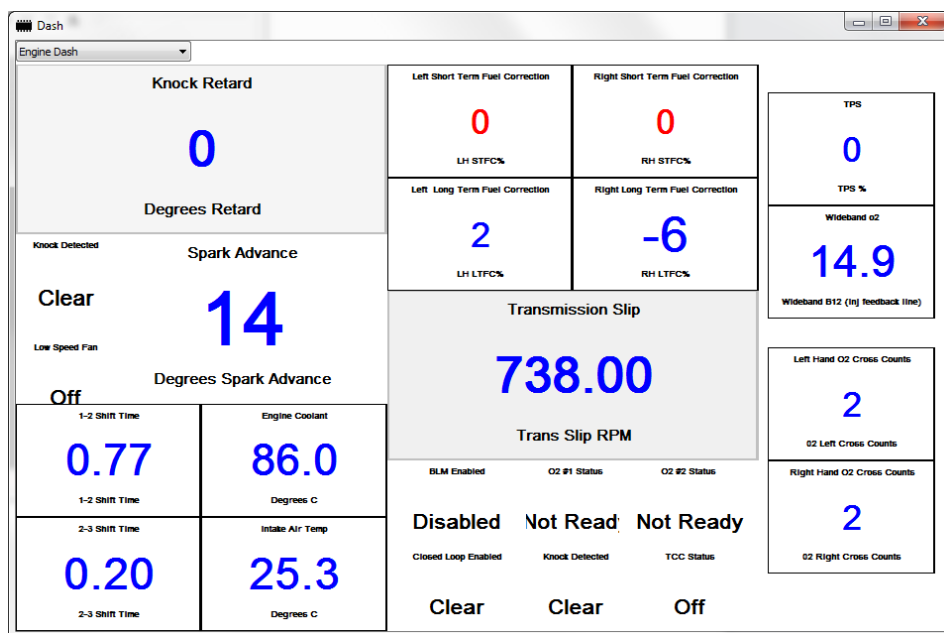 Dash
Engine Dash
Knock Retard
0
Degrees Retard
Knock Detected
Clear
Low Speed Fan
Off
Spark Advance
14
Degrees Spark Advance
1-2 Shift Time
0.77
1-2 Shift Time
Engine Coolant
86.0
Degrees C
2-3 Shift Time
0.20
2-3 Shift Time
Intake Air Temp
25.3
Degrees C
Left Short Term Fuel Correction
0
LH STFC%
Right Short Term Fuel Correction
0
RH STFC%
Left Long Term Fuel Correction
2
LH LTFC%
Right Long Term Fuel Correction
-6
RH LTFC%
Transmission Slip
738.00
Trans Slip RPM
BLM Enabled
Disabled
O2 #1 Status
Not Ready
O2 #2 Status
Not Ready
Closed Loop Enabled
Clear
Knock Detected
Clear
TCC Status
Off
TPS
0
TPS %
Wideband o2
14.9
Wideband B12 (inj feedback line)
Left Hand O2 Cross Counts
2
02 Left Cross Counts
Right Hand O2 Cross Counts
2
02 Right Cross Counts